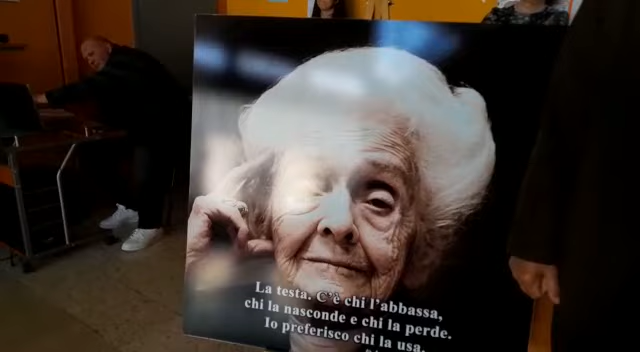 La testa. C'è chi l'abbassa,
chi la nasconde e chi la perde.
Io preferisco chi la usa.